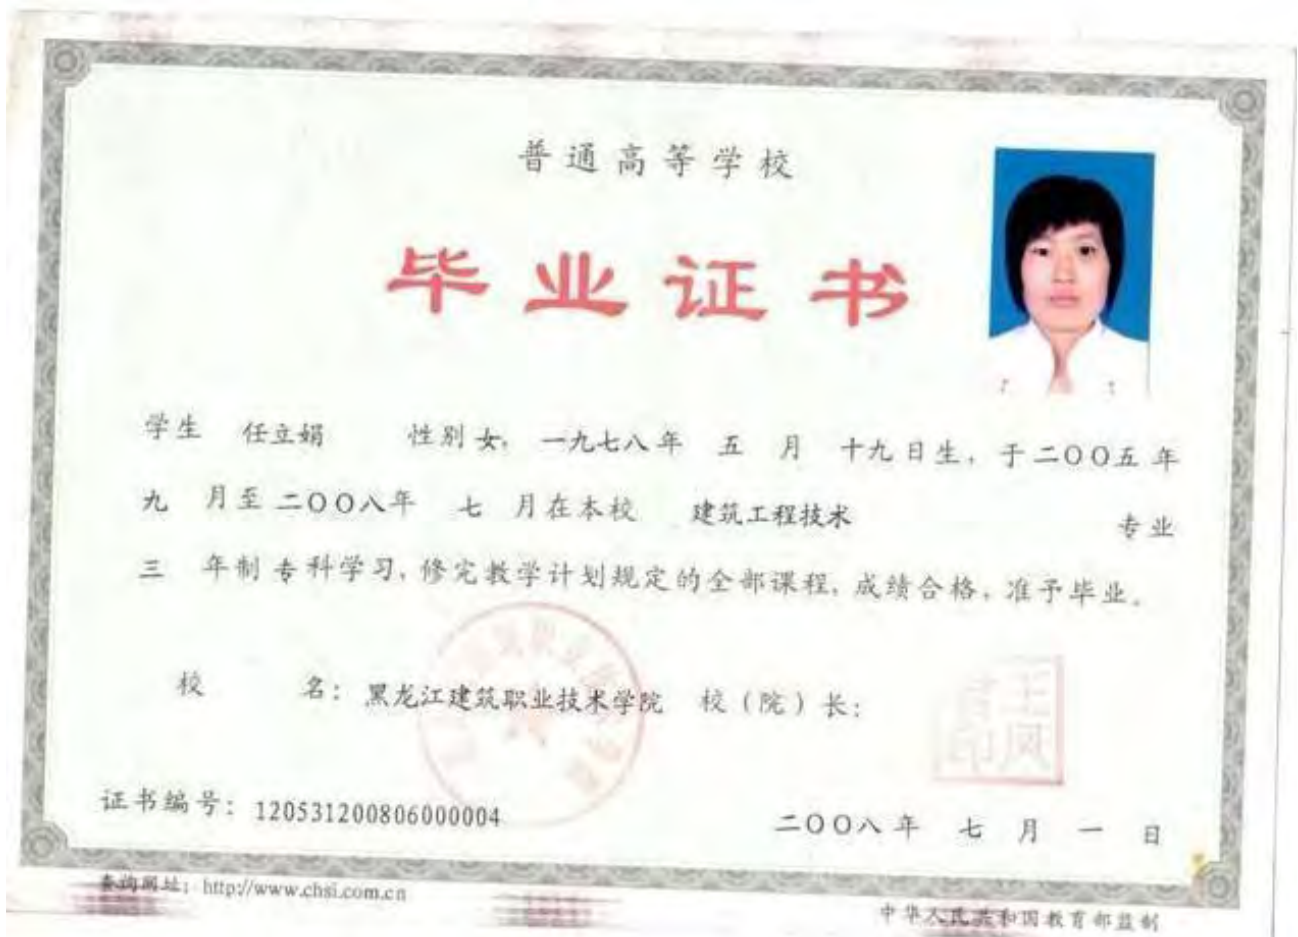 普通高等学校
毕业证书
学生 任立娟 性别 女, 一九七八年 五 月 十九日生, 于二〇〇五年
九 月至二〇〇八年 七 月在本校 建筑工程技术 专业
三 年制 专科学习, 修完教学计划规定的全部课程, 成绩合格, 准予毕业。
校 名: 黑龙江建筑职业技术学院 校(院)长:
证书编号: 120531200806000004
二〇〇八年 七 月 一 日
查询网址: http://www.chsi.com.cn
中华人民共和国教育部监制